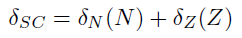 δ_{SC} = δ_N(N) + δ_Z(Z)